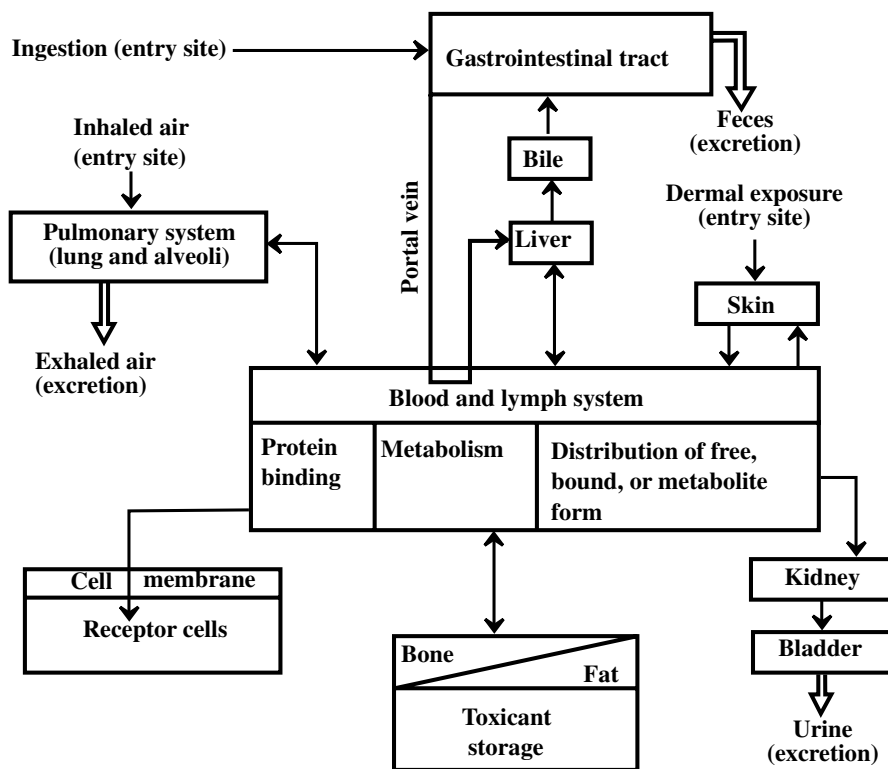 Ingestion (entry site)
Gastrointestinal tract
Feces
(excretion)
Inhaled air
(entry site)
Bile
Portal vein
Dermal exposure
(entry site)
Pulmonary system
(lung and alveoli)
Liver
Skin
Exhaled air
(excretion)
Blood and lymph system
Protein
binding
Metabolism
Distribution of free,
bound, or metabolite
form
Cell membrane
Receptor cells
Kidney
Bladder
Bone
Fat
Toxicant
storage
Urine
(excretion)